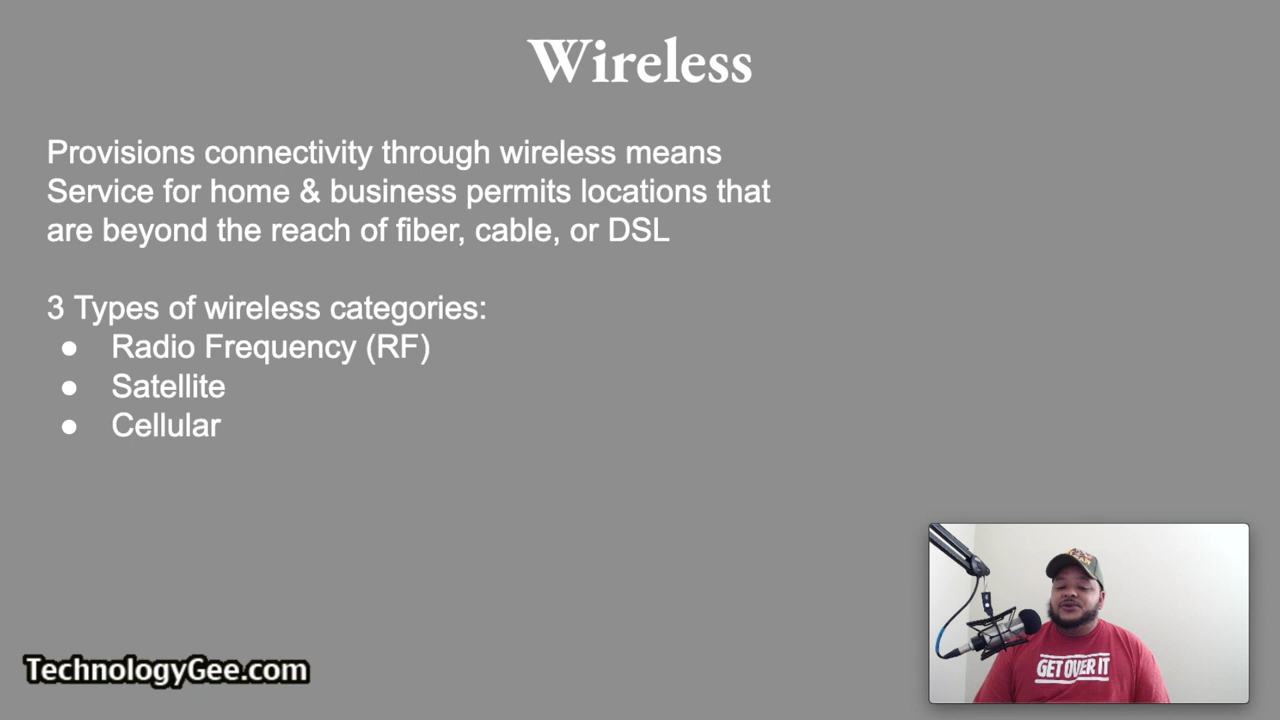 Wireless
Provisions connectivity through wireless means
Service for home & business permits locations that
are beyond the reach of fiber, cable, or DSL
3 Types of wireless categories:
● Radio Frequency (RF)
● Satellite
● Cellular
GET OVER IT
TechnologyGee.com